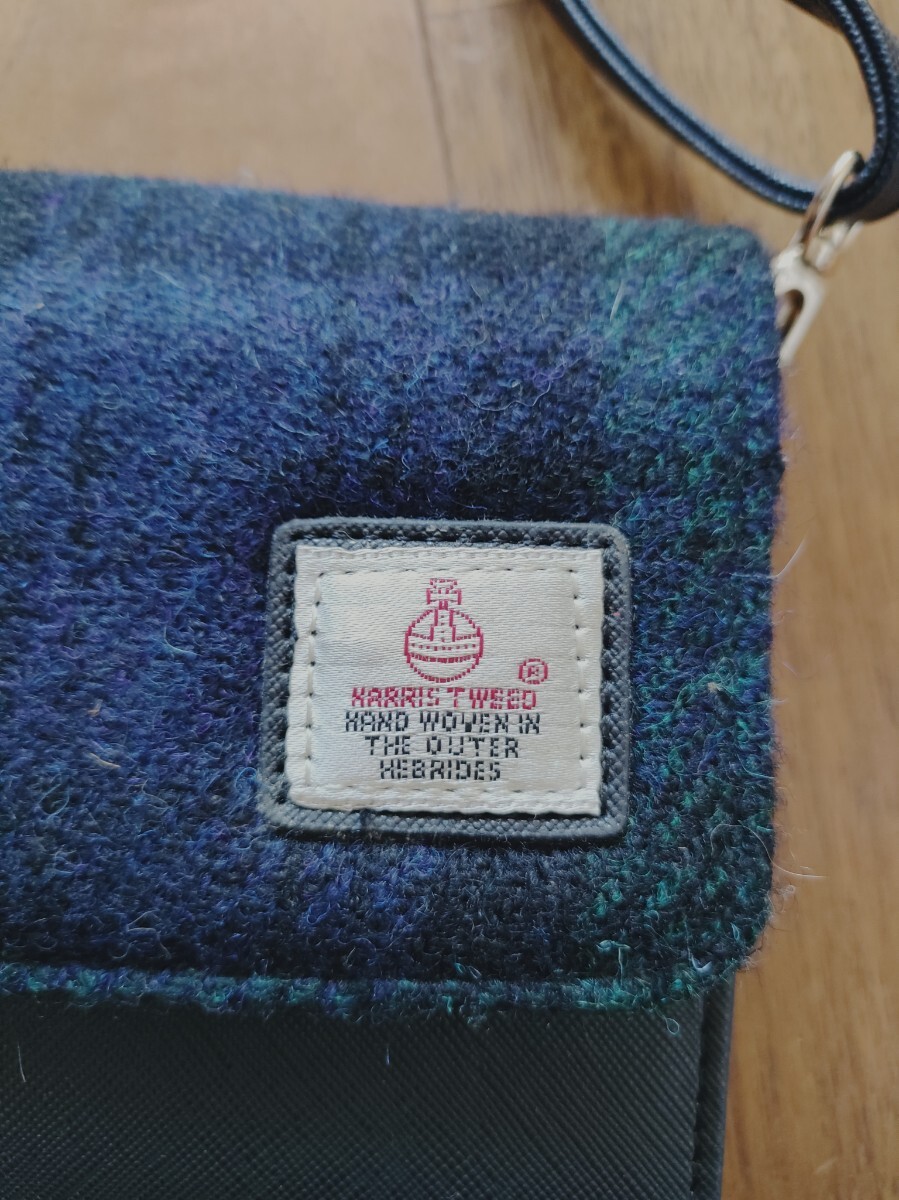 ®
HARRIS TWEED
HAND WOVEN IN
THE OUTER
HEBRIDES